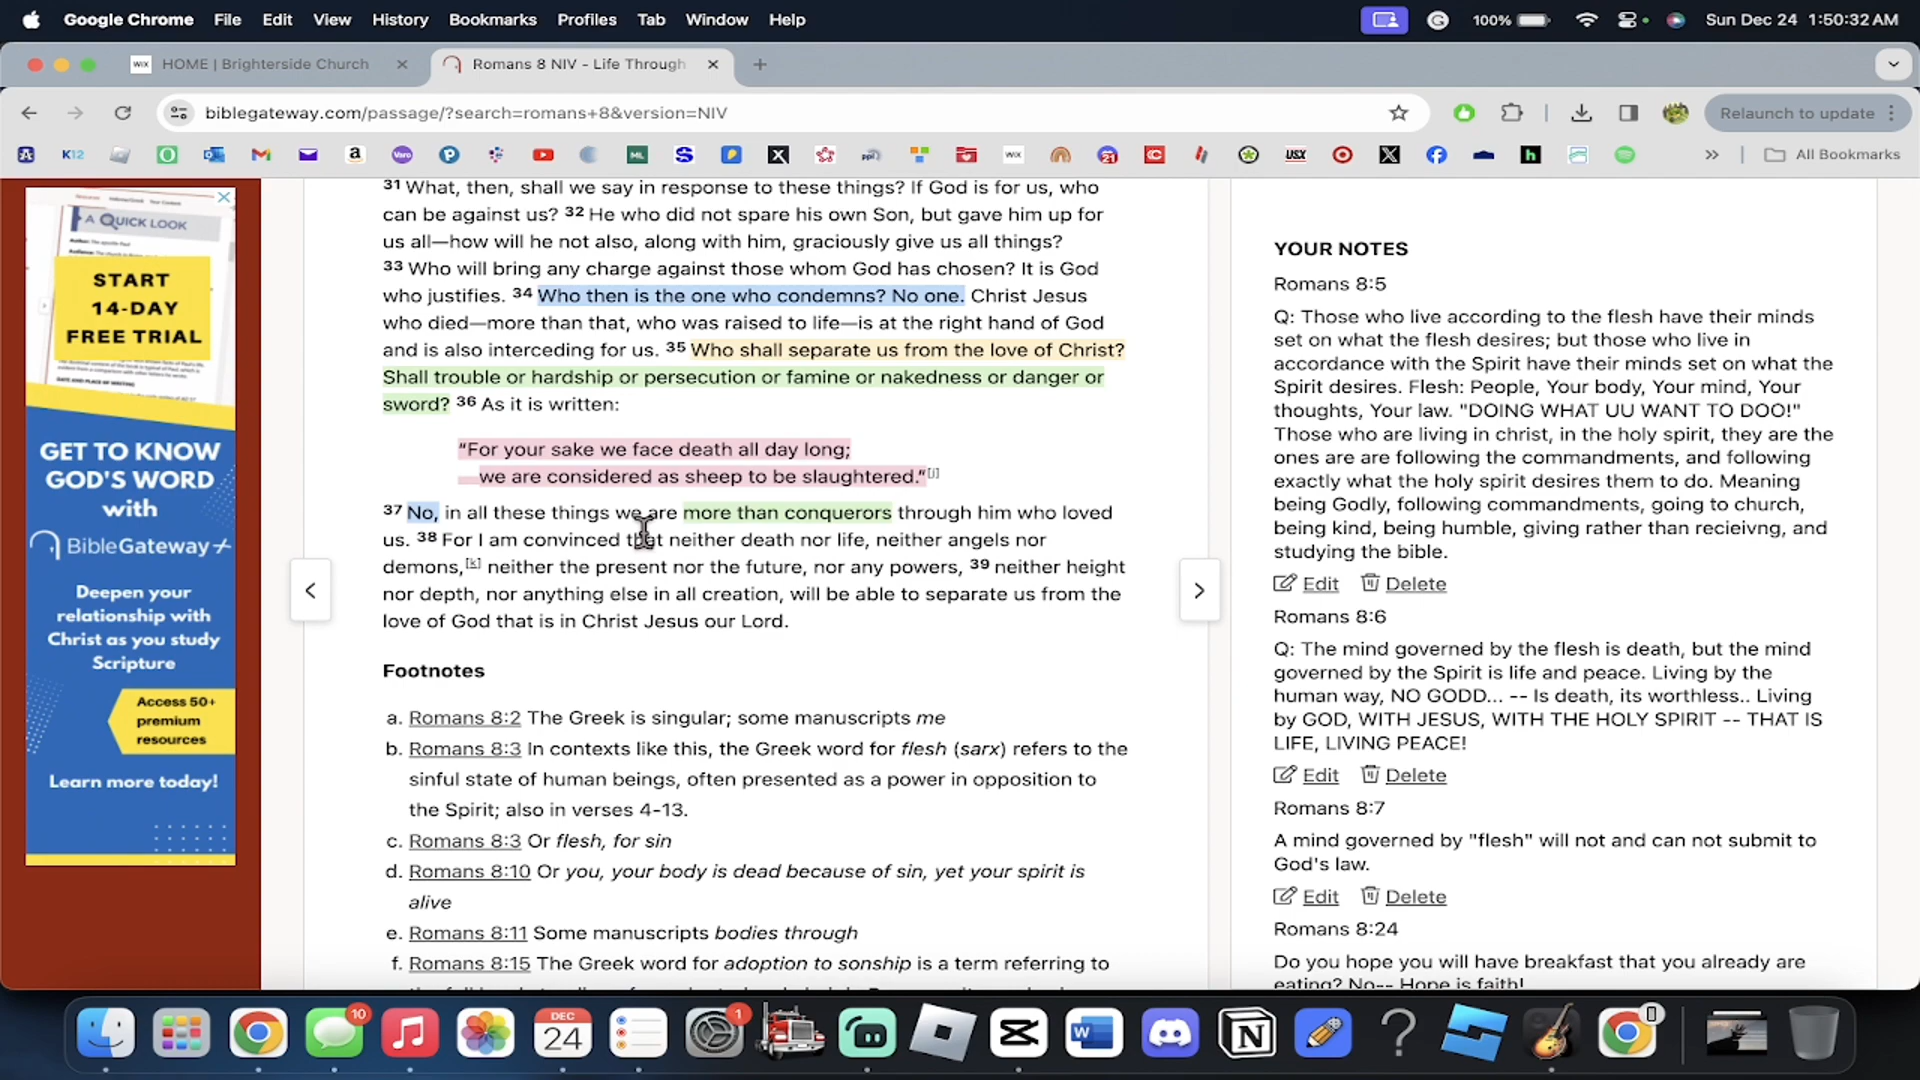 Google Chrome File Edit View History Bookmarks Profiles Tab Window Help 100% Sun Dec 24 1:50:32 AM
WIX HOME | Brighterside Church Romans 8 NIV - Life Through
biblegateway.com/passage/?search=romans+8&version=NIV Relaunch to update
K12 ML ppl WIX 21 USX h All Bookmarks
A QUICK LOOK
START
14-DAY
FREE TRIAL
GET TO KNOW
GOD'S WORD
with
BibleGateway+
Deepen your
relationship with
Christ as you study
Scripture
Access 50+
premium
resources
Learn more today!
31 What, then, shall we say in response to these things? If God is for us, who
can be against us? 32 He who did not spare his own Son, but gave him up for
us all—how will he not also, along with him, graciously give us all things?
33 Who will bring any charge against those whom God has chosen? It is God
who justifies. 34 Who then is the one who condemns? No one. Christ Jesus
who died—more than that, who was raised to life—is at the right hand of God
and is also interceding for us. 35 Who shall separate us from the love of Christ?
Shall trouble or hardship or persecution or famine or nakedness or danger or
sword? 36 As it is written:
“For your sake we face death all day long;
we are considered as sheep to be slaughtered.”[j]
37 No, in all these things we are more than conquerors through him who loved
us. 38 For I am convinced that neither death nor life, neither angels nor
demons,[k] neither the present nor the future, nor any powers, 39 neither height
nor depth, nor anything else in all creation, will be able to separate us from the
love of God that is in Christ Jesus our Lord.
Footnotes
a. Romans 8:2 The Greek is singular; some manuscripts me
b. Romans 8:3 In contexts like this, the Greek word for flesh (sarx) refers to the
sinful state of human beings, often presented as a power in opposition to
the Spirit; also in verses 4-13.
c. Romans 8:3 Or flesh, for sin
d. Romans 8:10 Or you, your body is dead because of sin, yet your spirit is
alive
e. Romans 8:11 Some manuscripts bodies through
f. Romans 8:15 The Greek word for adoption to sonship is a term referring to
YOUR NOTES
Romans 8:5
Q: Those who live according to the flesh have their minds
set on what the flesh desires; but those who live in
accordance with the Spirit have their minds set on what the
Spirit desires. Flesh: People, Your body, Your mind, Your
thoughts, Your law. "DOING WHAT UU WANT TO DOO!"
Those who are living in christ, in the holy spirit, they are the
ones are are following the commandments, and following
exactly what the holy spirit desires them to do. Meaning
being Godly, following commandments, going to church,
being kind, being humble, giving rather than recieivng, and
studying the bible.
Edit Delete
Romans 8:6
Q: The mind governed by the flesh is death, but the mind
governed by the Spirit is life and peace. Living by the
human way, NO GODD... -- Is death, its worthless.. Living
by GOD, WITH JESUS, WITH THE HOLY SPIRIT -- THAT IS
LIFE, LIVING PEACE!
Edit Delete
Romans 8:7
A mind governed by "flesh" will not and can not submit to
God's law.
Edit Delete
Romans 8:24
Do you hope you will have breakfast that you already are
eating? No-- Hope is faith!
10 DEC 24 1